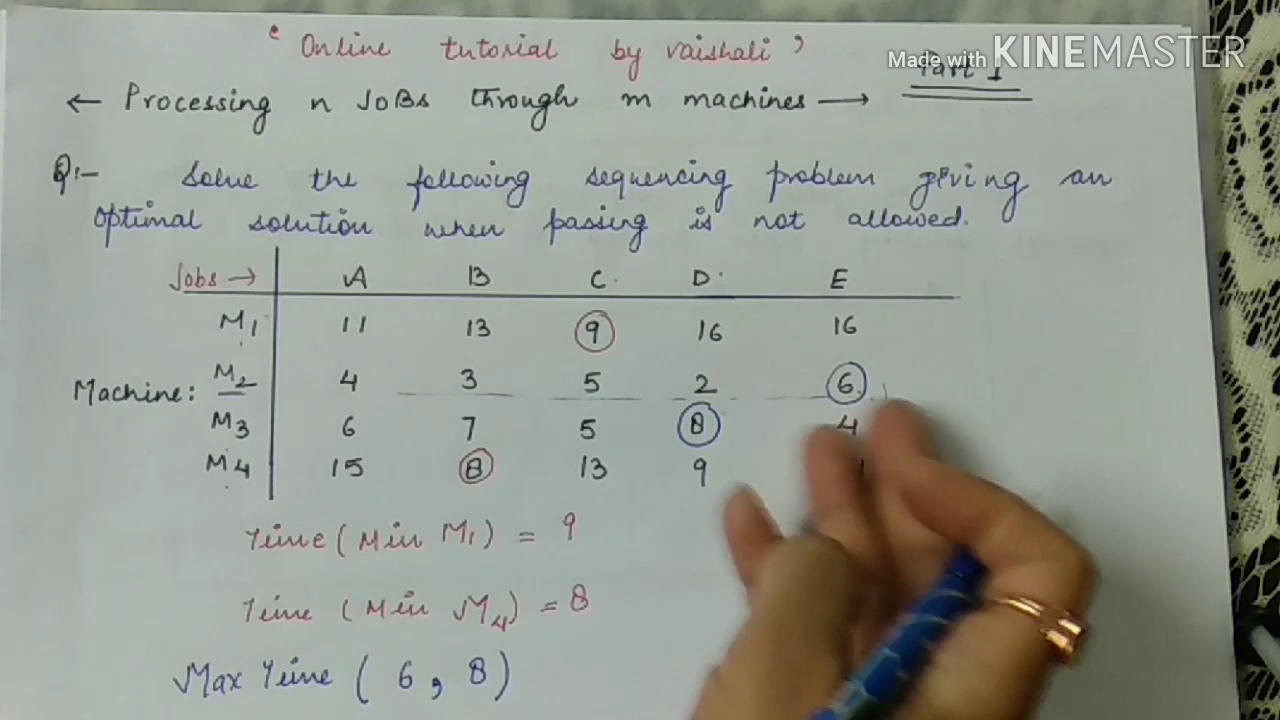 ‘ Online tutorial by vaishali ’
Made with KINEMASTER
Part 1
← Processing n JOBS through m machines →
Q:- Solve the following sequencing problem giving an
optimal solution when passing is not allowed.
Jobs → A B C. D. E
M1 11 13 9 16 16
Machine: M2 4 3 5 2 6
M3 6 7 5 8 4
M4 15 8 13 9
Time (Min M1) = 9
Time (Min M4) = 8
Max Time ( 6 , 8 )